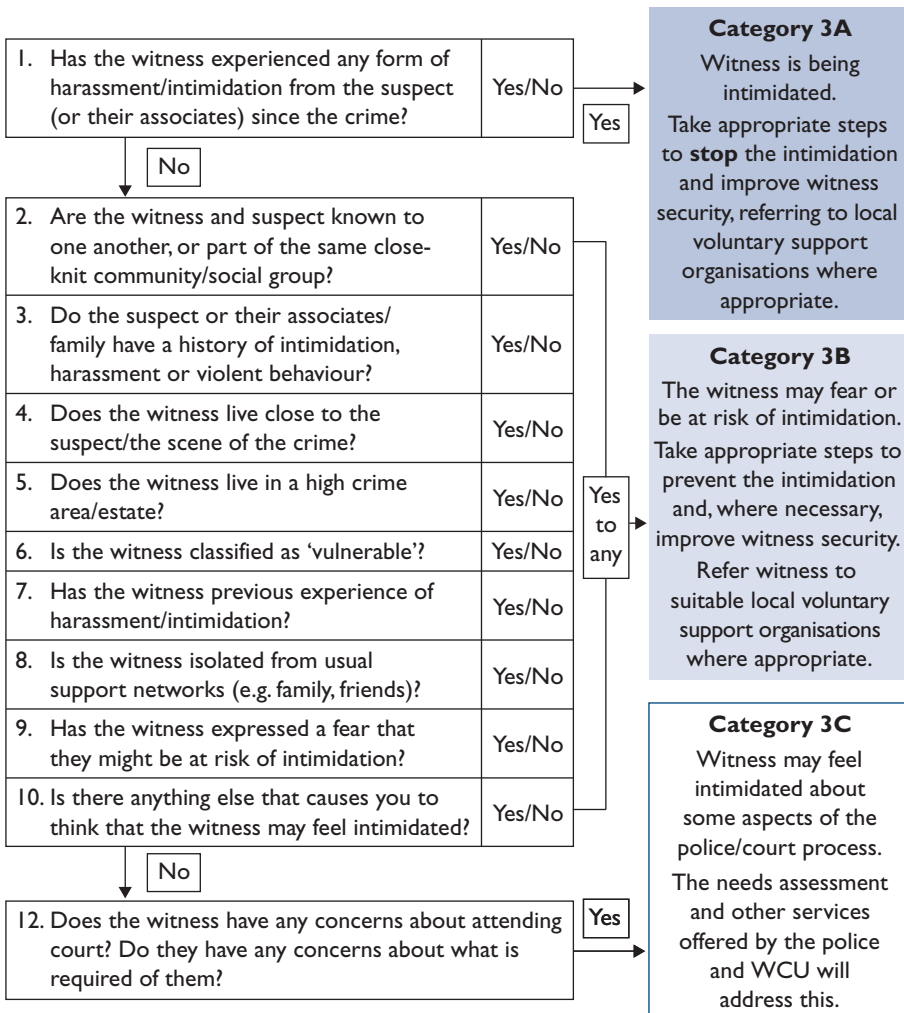 1. Has the witness experienced any form of
harassment/intimidation from the suspect
(or their associates) since the crime?
Yes/No
Yes
No
2. Are the witness and suspect known to
one another, or part of the same close-
knit community/social group?
Yes/No
3. Do the suspect or their associates/
family have a history of intimidation,
harassment or violent behaviour?
Yes/No
4. Does the witness live close to the
suspect/the scene of the crime?
Yes/No
5. Does the witness live in a high crime
area/estate?
Yes/No
6. Is the witness classified as ‘vulnerable’?
Yes/No
7. Has the witness previous experience of
harassment/intimidation?
Yes/No
8. Is the witness isolated from usual
support networks (e.g. family, friends)?
Yes/No
9. Has the witness expressed a fear that
they might be at risk of intimidation?
Yes/No
10. Is there anything else that causes you to
think that the witness may feel intimidated?
Yes/No
Yes
to
any
No
12. Does the witness have any concerns about attending
court? Do they have any concerns about what is
required of them?
Yes
Category 3A
Witness is being
intimidated.
Take appropriate steps
to stop the intimidation
and improve witness
security, referring to local
voluntary support
organisations where
appropriate.
Category 3B
The witness may fear or
be at risk of intimidation.
Take appropriate steps to
prevent the intimidation
and, where necessary,
improve witness security.
Refer witness to
suitable local voluntary
support organisations
where appropriate.
Category 3C
Witness may feel
intimidated about
some aspects of the
police/court process.
The needs assessment
and other services
offered by the police
and WCU will
address this.